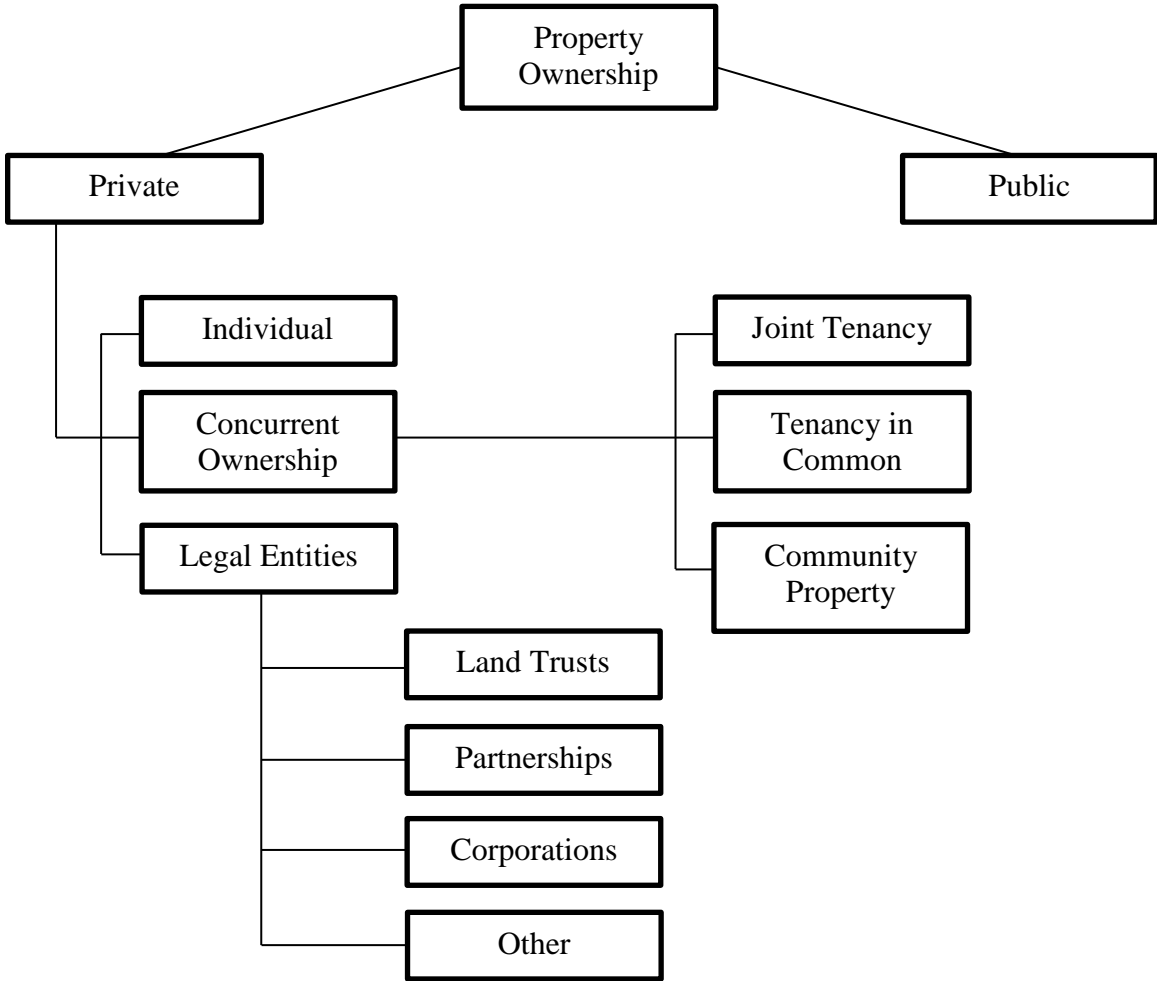 Property
Ownership
Private
Public
Individual
Joint Tenancy
Concurrent
Ownership
Tenancy in
Common
Legal Entities
Community
Property
Land Trusts
Partnerships
Corporations
Other